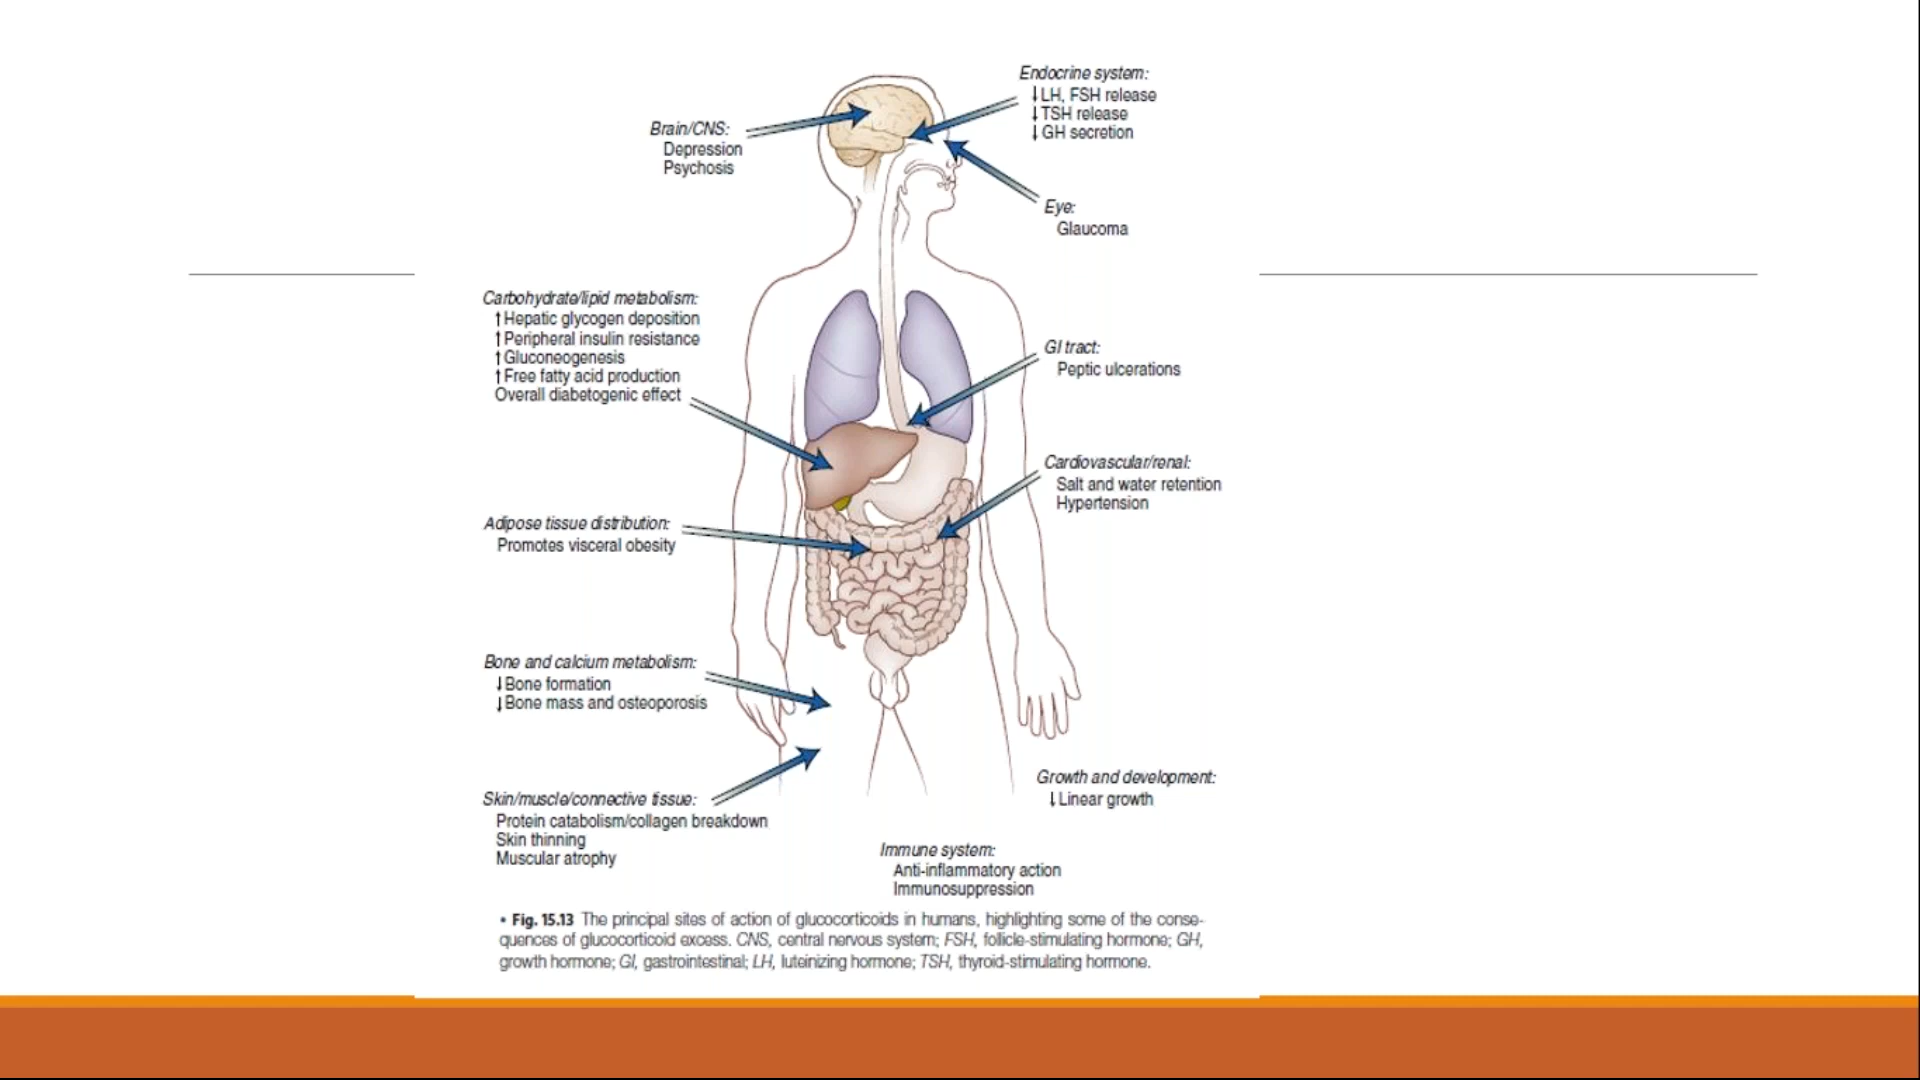 Endocrine system:
↓LH, FSH release
↓TSH release
↓GH secretion
Brain/CNS:
Depression
Psychosis
Eye:
Glaucoma
Carbohydrate/lipid metabolism:
↑Hepatic glycogen deposition
↑Peripheral insulin resistance
↑Gluconeogenesis
↑Free fatty acid production
Overall diabetogenic effect
GI tract:
Peptic ulcerations
Cardiovascular/renal:
Salt and water retention
Hypertension
Adipose tissue distribution:
Promotes visceral obesity
Bone and calcium metabolism:
↓Bone formation
↓Bone mass and osteoporosis
Skin/muscle/connective tissue:
Protein catabolism/collagen breakdown
Skin thinning
Muscular atrophy
Growth and development:
↓Linear growth
Immune system:
Anti-inflammatory action
Immunosuppression
• Fig. 15.13 The principal sites of action of glucocorticoids in humans, highlighting some of the conse-
quences of glucocorticoid excess. CNS, central nervous system; FSH, follicle-stimulating hormone; GH,
growth hormone; GI, gastrointestinal; LH, luteinizing hormone; TSH, thyroid-stimulating hormone.